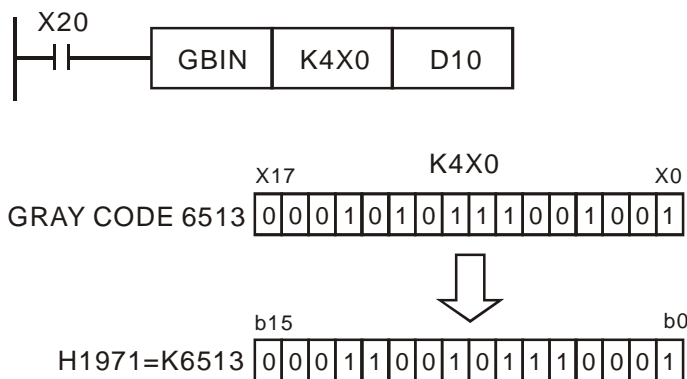 X20
GBIN K4X0 D10
K4X0
X17 X0
GRAY CODE 6513 0 0 0 1 0 1 0 1 1 1 0 0 1 0 0 1
b15 b0
H1971=K6513 0 0 0 1 1 0 0 1 0 1 1 1 0 0 0 1